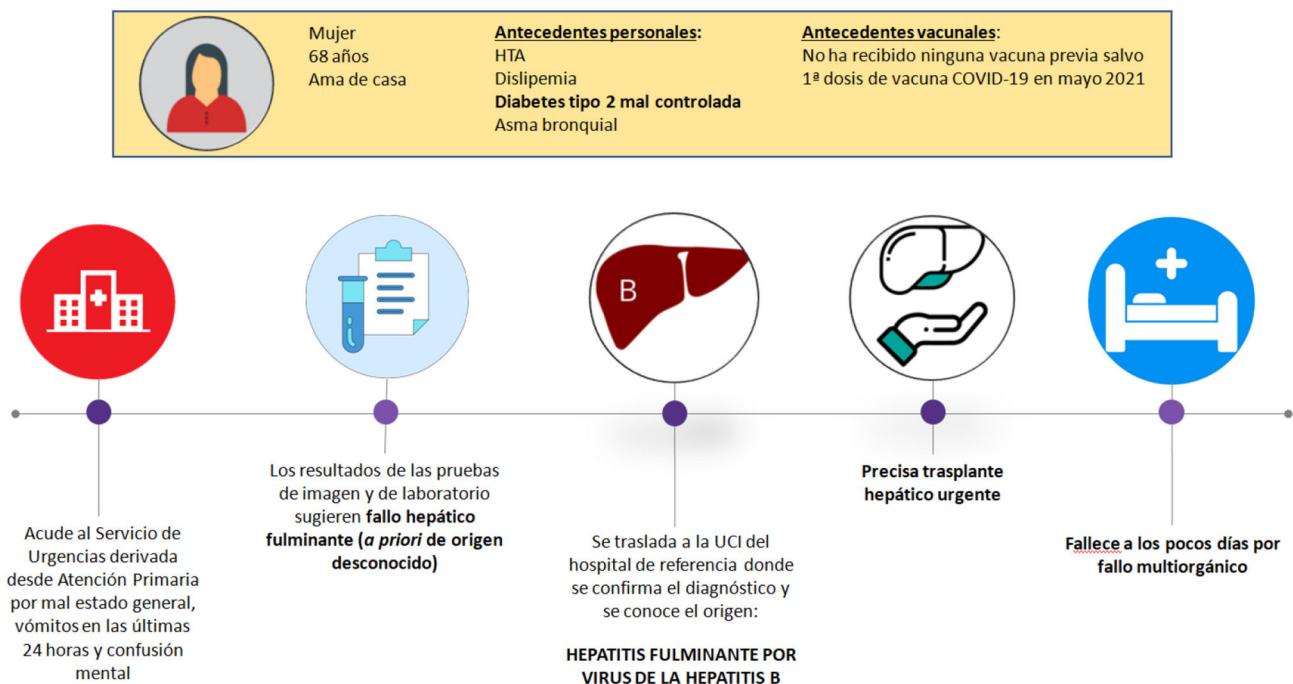 Mujer
68 años
Ama de casa
Antecedentes personales:
HTA
Dislipemia
Diabetes tipo 2 mal controlada
Asma bronquial
Antecedentes vacunales:
No ha recibido ninguna vacuna previa salvo
1ª dosis de vacuna COVID-19 en mayo 2021
Acude al Servicio de
Urgencias derivada
desde Atención Primaria
por mal estado general,
vómitos en las últimas
24 horas y confusión
mental
Los resultados de las pruebas
de imagen y de laboratorio
sugieren fallo hepático
fulminante (a priori de origen
desconocido)
B
Se traslada a la UCI del
hospital de referencia donde
se confirma el diagnóstico y
se conoce el origen:
HEPATITIS FULMINANTE POR
VIRUS DE LA HEPATITIS B
Precisa trasplante
hepático urgente
Fallece a los pocos días por
fallo multiorgánico